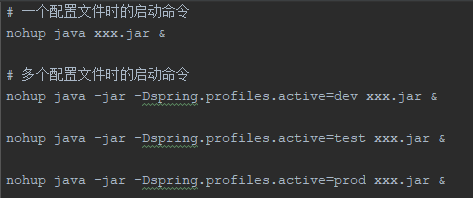 # 一个配置文件时的启动命令
nohup java xxx.jar &
# 多个配置文件时的启动命令
nohup java -jar -Dspring.profiles.active=dev xxx.jar &
nohup java -jar -Dspring.profiles.active=test xxx.jar &
nohup java -jar -Dspring.profiles.active=prod xxx.jar &